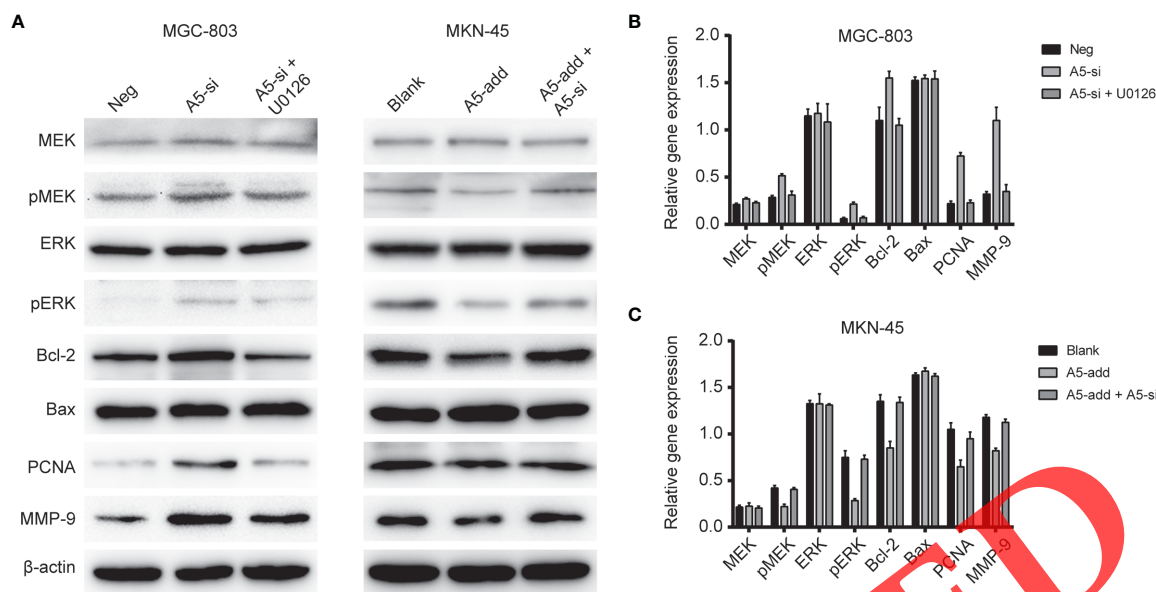 A
MGC-803
MKN-45
Neg
A5-si
A5-si +
U0126
Blank
A5-add
A5-add +
A5-si
MEK
pMEK
ERK
pERK
Bcl-2
Bax
PCNA
MMP-9
β-actin
B
MGC-803
Relative gene expression
2.0
1.5
1.0
0.5
0.0
MEK
pMEK
ERK
pERK
Bcl-2
Bax
PCNA
MMP-9
Neg
A5-si
A5-si + U0126
C
MKN-45
Relative gene expression
2.0
1.5
1.0
0.5
0.0
MEK
pMEK
ERK
pERK
Bcl-2
Bax
PCNA
MMP-9
Blank
A5-add
A5-add + A5-si